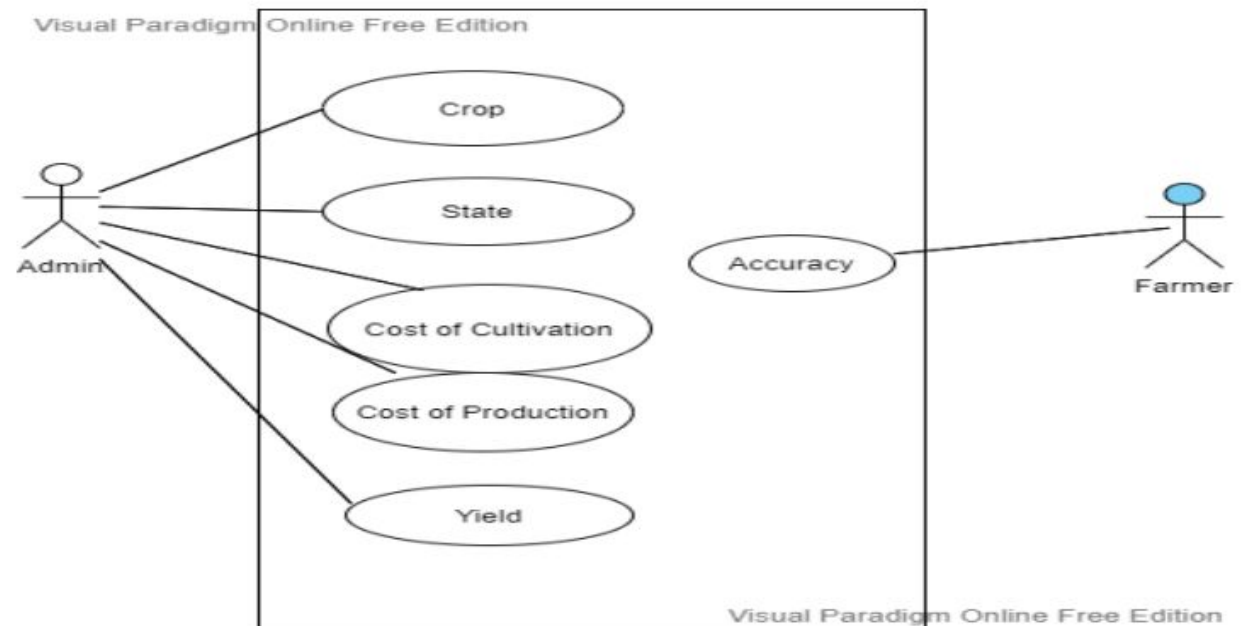 Visual Paradigm Online Free Edition
Crop
State
Admin
Accuracy
Farmer
Cost of Cultivation
Cost of Production
Yield
Visual Paradigm Online Free Edition